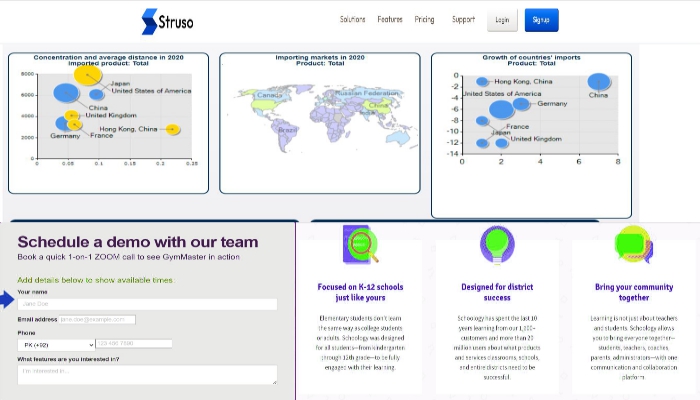 Struso
Solutions
Features
Pricing
Support
Login
Signup
Concentration and average distance in 2020
Imported product: Total
8000
6000
4000
2000
0
Japan
United States of America
China
United Kingdom
Hong Kong, China
Germany
France
0
0.05
0.1
0.15
0.2
0.25
Importing markets in 2020
Product: Total
Canada
Russian Federation
China
India
Brazil
Growth of countries' imports
Product: Total
0
-2
-4
-6
-8
-10
-12
-14
Hong Kong, China
United States of America
China
Germany
France
Japan
United Kingdom
0
2
4
6
8
Schedule a demo with our team
Book a quick 1-on-1 ZOOM call to see GymMaster in action
Add details below to show available times:
Your name
Jane Doe
Email address
jane.doe@example.com
Phone
PK (+92)
123 456 7890
What features are you interested in?
I'm interested in...
Focused on K-12 schools
just like yours
Elementary students don't learn
the same way as college students
or adults. Schoology was designed
for all students—from kindergarten
through 12th grade—to be fully
engaged with their learning.
Designed for district
success
Schoology has spent the last 10
years learning from our 1,600+
customers and more than 20
million users about what products
and services classrooms, schools,
and entire districts need to be
successful.
Bring your community
together
Learning is not just about teachers
and students. Schoology allows
you to bring everyone together—
students, teachers, coaches,
parents, administrators—with one
communication and collaboration
platform.